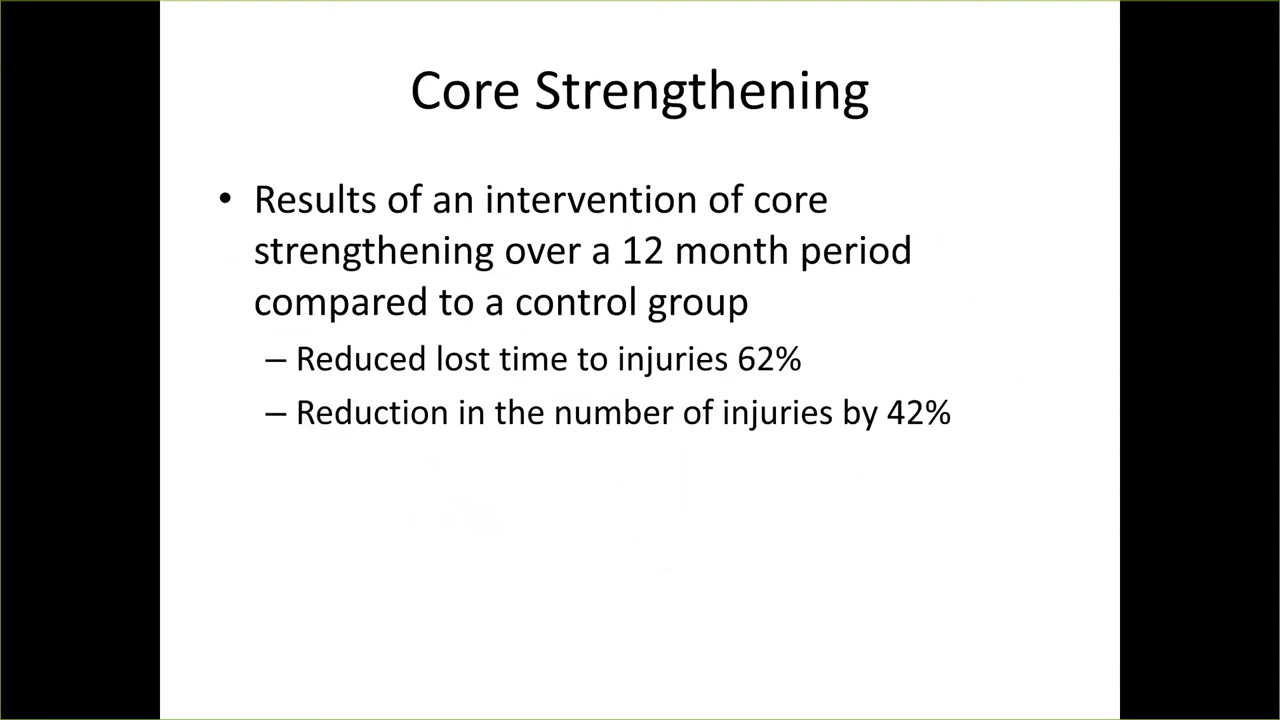 Core Strengthening
• Results of an intervention of core
strengthening over a 12 month period
compared to a control group
– Reduced lost time to injuries 62%
– Reduction in the number of injuries by 42%